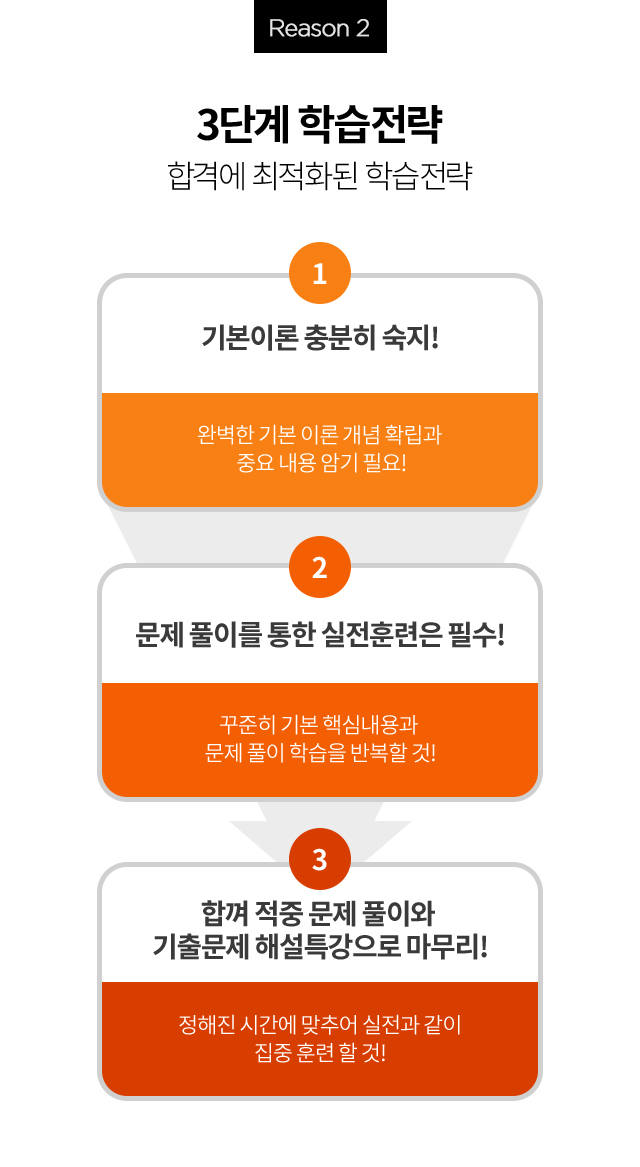 Reason 2
3단계 학습전략
합격에 최적화된 학습전략
1
기본이론 충분히 숙지!
완벽한 기본 이론 개념 확립과
중요 내용 암기 필요!
2
문제 풀이를 통한 실전훈련은 필수!
꾸준히 기본 핵심내용과
문제 풀이 학습을 반복할 것!
3
합껴 적중 문제 풀이와
기출문제 해설특강으로 마무리!
정해진 시간에 맞추어 실전과 같이
집중 훈련 할 것!